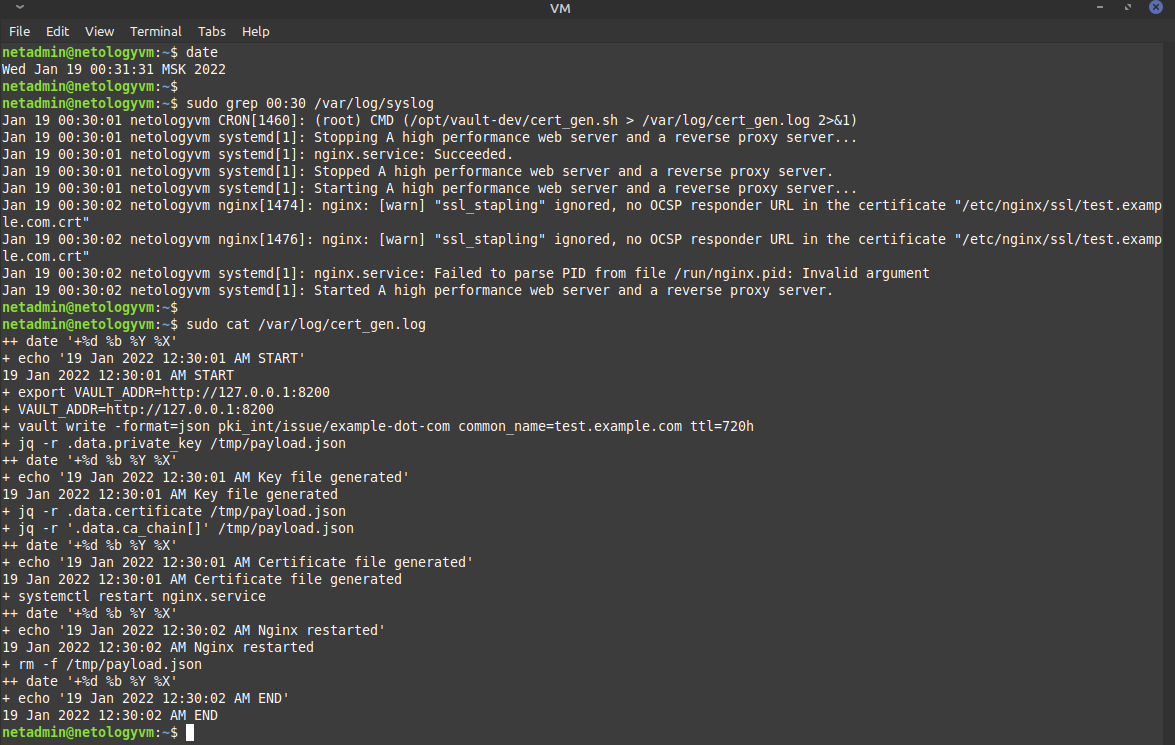 VM
File Edit View Terminal Tabs Help
netadmin@netologyvm:~$ date
Wed Jan 19 00:31:31 MSK 2022
netadmin@netologyvm:~$
netadmin@netologyvm:~$ sudo grep 00:30 /var/log/syslog
Jan 19 00:30:01 netologyvm CRON[1460]: (root) CMD (/opt/vault-dev/cert_gen.sh > /var/log/cert_gen.log 2>&1)
Jan 19 00:30:01 netologyvm systemd[1]: Stopping A high performance web server and a reverse proxy server...
Jan 19 00:30:01 netologyvm systemd[1]: nginx.service: Succeeded.
Jan 19 00:30:01 netologyvm systemd[1]: Stopped A high performance web server and a reverse proxy server.
Jan 19 00:30:01 netologyvm systemd[1]: Starting A high performance web server and a reverse proxy server...
Jan 19 00:30:02 netologyvm nginx[1474]: nginx: [warn] "ssl_stapling" ignored, no OCSP responder URL in the certificate "/etc/nginx/ssl/test.examp
le.com.crt"
Jan 19 00:30:02 netologyvm nginx[1476]: nginx: [warn] "ssl_stapling" ignored, no OCSP responder URL in the certificate "/etc/nginx/ssl/test.examp
le.com.crt"
Jan 19 00:30:02 netologyvm systemd[1]: nginx.service: Failed to parse PID from file /run/nginx.pid: Invalid argument
Jan 19 00:30:02 netologyvm systemd[1]: Started A high performance web server and a reverse proxy server.
netadmin@netologyvm:~$
netadmin@netologyvm:~$ sudo cat /var/log/cert_gen.log
++ date '+%d %b %Y %X'
+ echo '19 Jan 2022 12:30:01 AM START'
19 Jan 2022 12:30:01 AM START
+ export VAULT_ADDR=http://127.0.0.1:8200
+ VAULT_ADDR=http://127.0.0.1:8200
+ vault write -format=json pki_int/issue/example-dot-com common_name=test.example.com ttl=720h
+ jq -r .data.private_key /tmp/payload.json
++ date '+%d %b %Y %X'
+ echo '19 Jan 2022 12:30:01 AM Key file generated'
19 Jan 2022 12:30:01 AM Key file generated
+ jq -r .data.certificate /tmp/payload.json
+ jq -r '.data.ca_chain[]' /tmp/payload.json
++ date '+%d %b %Y %X'
+ echo '19 Jan 2022 12:30:01 AM Certificate file generated'
19 Jan 2022 12:30:01 AM Certificate file generated
+ systemctl restart nginx.service
++ date '+%d %b %Y %X'
+ echo '19 Jan 2022 12:30:02 AM Nginx restarted'
19 Jan 2022 12:30:02 AM Nginx restarted
+ rm -f /tmp/payload.json
++ date '+%d %b %Y %X'
+ echo '19 Jan 2022 12:30:02 AM END'
19 Jan 2022 12:30:02 AM END
netadmin@netologyvm:~$